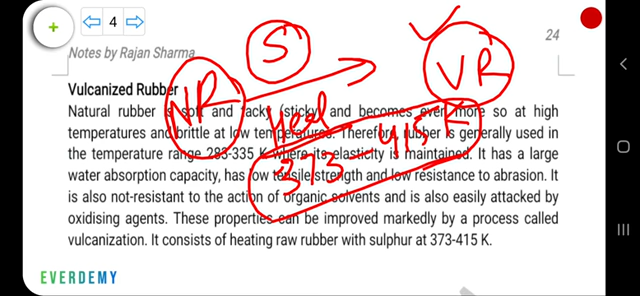 4
24
Notes by Rajan Sharma
S
VR
NR
Heel
373-415 K
Vulcanized Rubber
Natural rubber is soft and tacky (sticky) and becomes even more so at high
temperatures and brittle at low temperatures. Therefore, rubber is generally used in
the temperature range 283-335 K where its elasticity is maintained. It has a large
water absorption capacity, has low tensile strength and low resistance to abrasion. It
is also not-resistant to the action of organic solvents and is also easily attacked by
oxidising agents. These properties can be improved markedly by a process called
vulcanization. It consists of heating raw rubber with sulphur at 373-415 K.
EVERDEMY